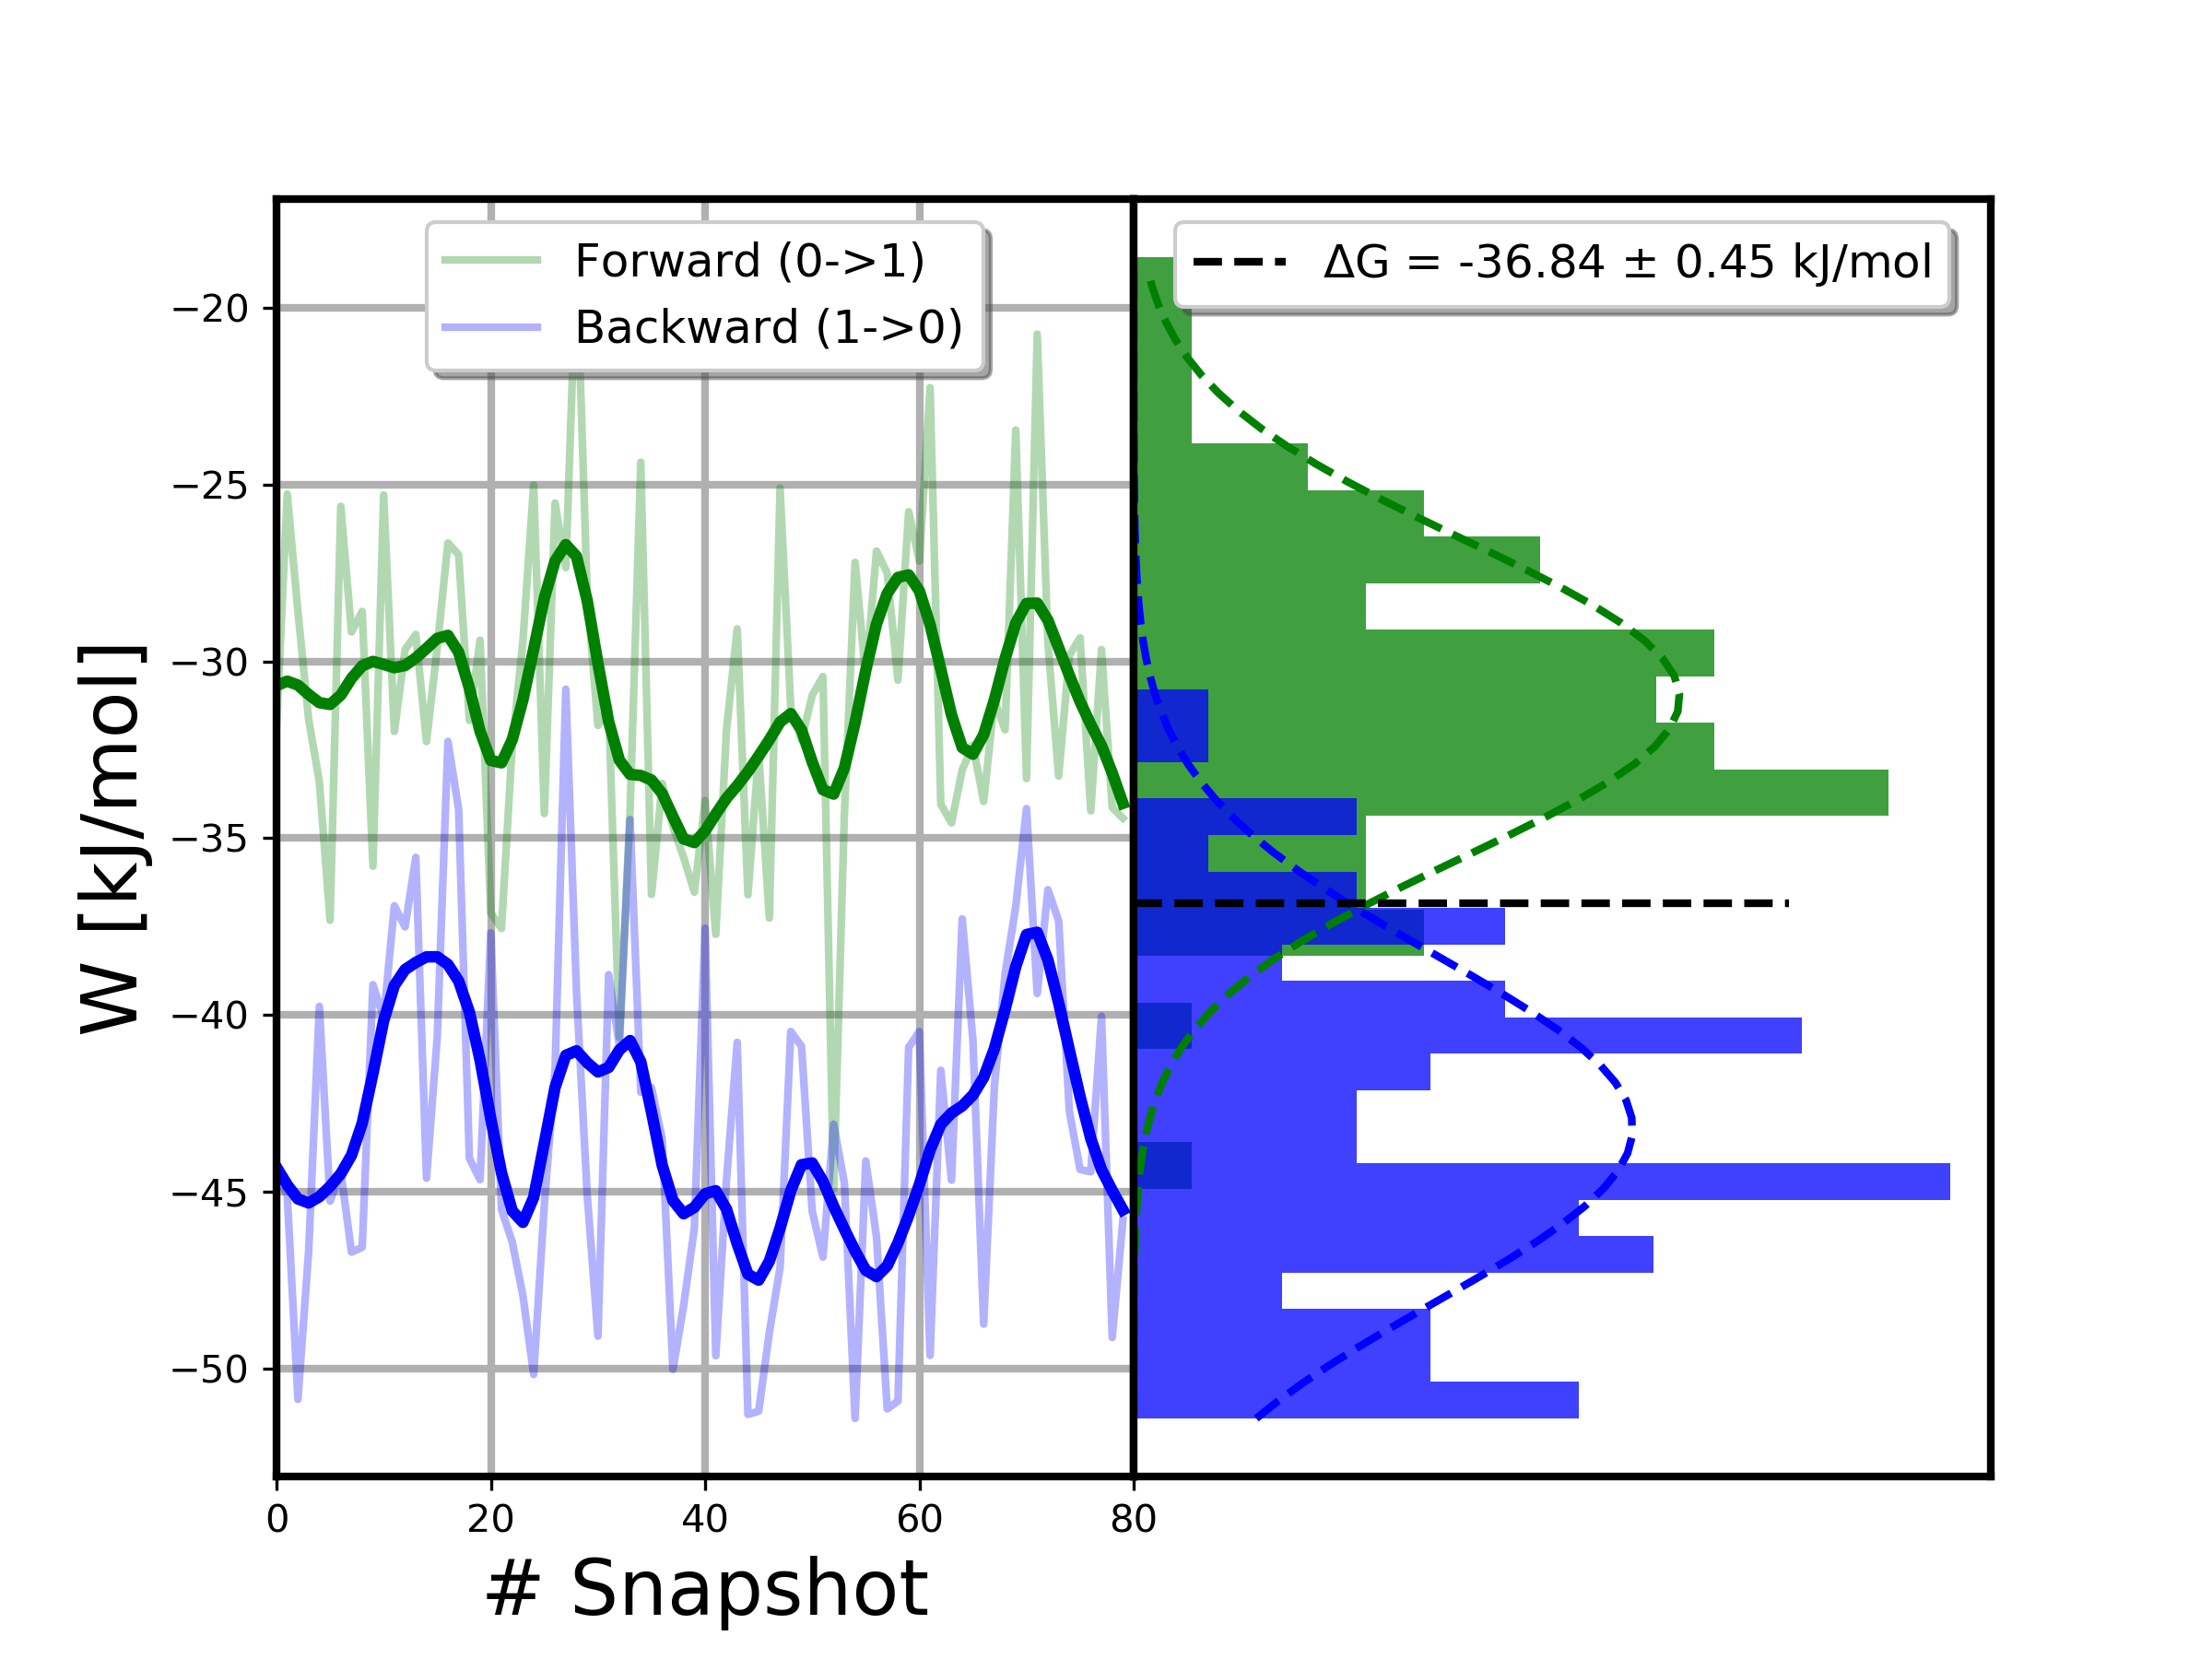 Forward (0->1)
Backward (1->0)
ΔG = -36.84 ± 0.45 kJ/mol
W [kJ/mol]
−20
−25
−30
−35
−40
−45
−50
0 20 40 60 80
# Snapshot